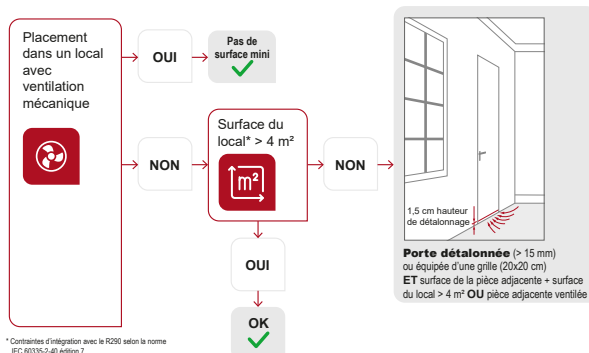 Placement
dans un local
avec
ventilation
mécanique
OUI
Pas de
surface mini
NON
Surface du
local* > 4 m²
m²
NON
OUI
OK
1,5 cm hauteur
de détalonnage
Porte détalonnée (> 15 mm)
ou équipée d'une grille (20x20 cm)
ET surface de la pièce adjacente + surface
du local > 4 m² OU pièce adjacente ventilée
* Contraintes d'intégration avec le R290 selon la norme
IEC 60335-2-40 édition 7